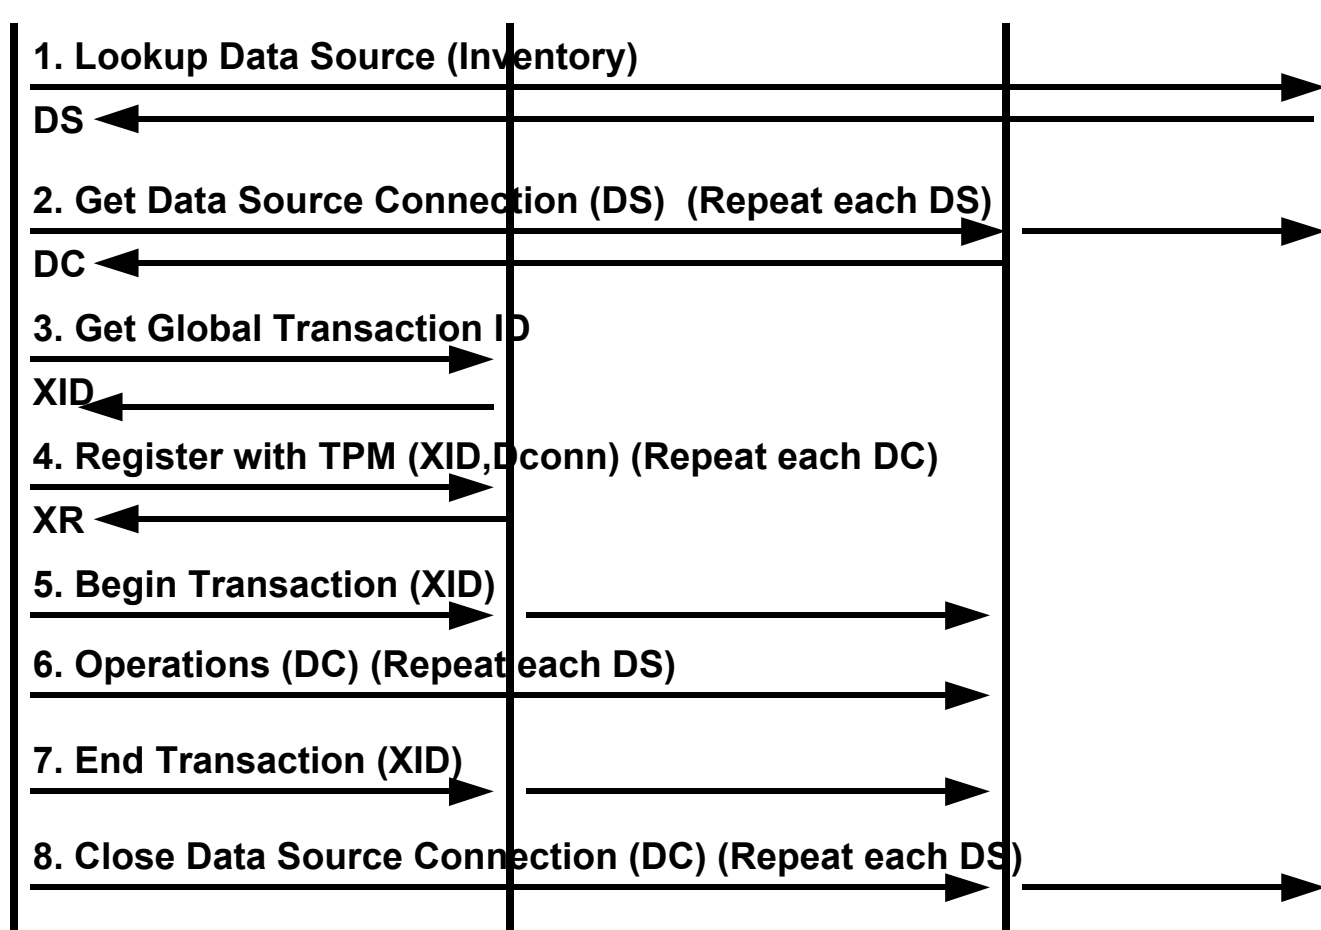 1. Lookup Data Source (Inventory)
DS
2. Get Data Source Connection (DS)  (Repeat each DS)
DC
3. Get Global Transaction ID
XID
4. Register with TPM (XID,Dconn) (Repeat each DC)
XR
5. Begin Transaction (XID)
6. Operations (DC) (Repeat each DS)
7. End Transaction (XID)
8. Close Data Source Connection (DC) (Repeat each DS)